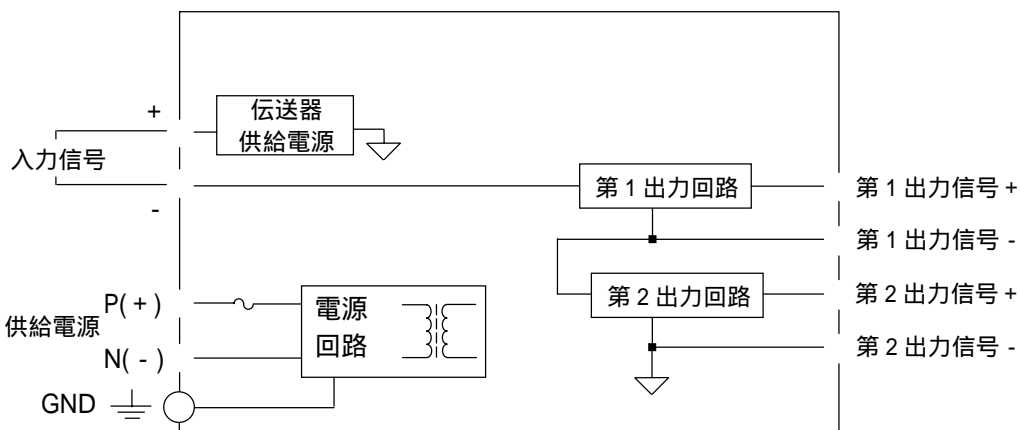 +
伝送器
供給電源
入力信号
-
第1出力回路
第1出力信号+
第1出力信号-
第2出力回路
第2出力信号+
第2出力信号-
P(+)
供給電源
N(-)
電源
回路
GND